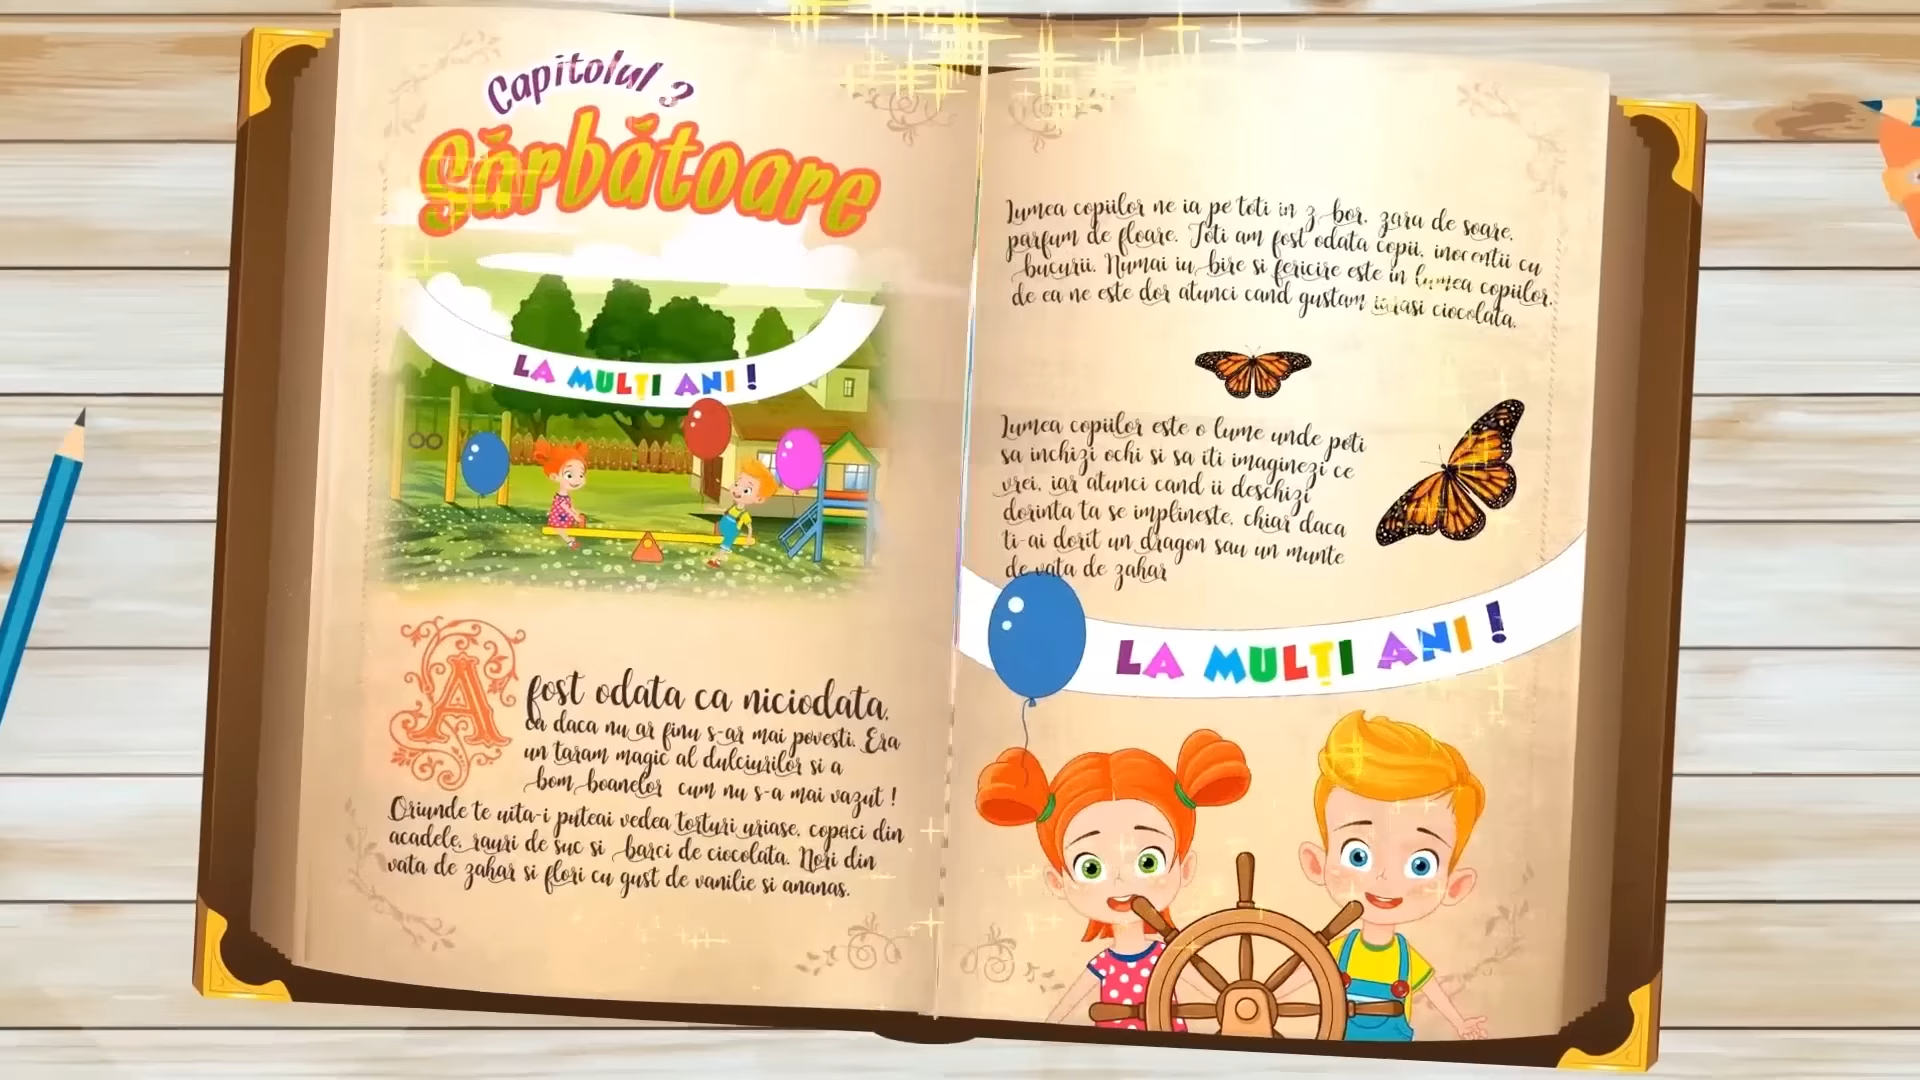 Capitolul 3
Sărbătoare
LA MULȚI ANI !
A
fost odata ca niciodata,
ca daca nu ar finu s-ar mai povesti. Era
un taram magic al dulciurilor si a
bom boanelor cum nu s-a mai vazut !
Oriunde te uita-i puteai vedea torturi uriase, copaci din
acadele, rauri de suc si barci de ciocolata. Nori din
vata de zahar si flori cu gust de vanilie si ananas.
Lumea copiilor ne ia pe toti in z bor, zara de soare,
parfum de floare. Toti am fost odata copii, inocentii cu
bucurii. Numai iu bire si fericire este in lumea copiilor,
de ea ne este dor atunci cand gustam iarasi ciocolata.
Lumea copiilor este o lume unde poti
sa inchizi ochi si sa iti imaginezi ce
vrei, iar atunci cand ii deschizi
dorinta ta se implineste, chiar daca
ti-ai dorit un dragon sau un munte
de vata de zahar
LA MULȚI ANI !